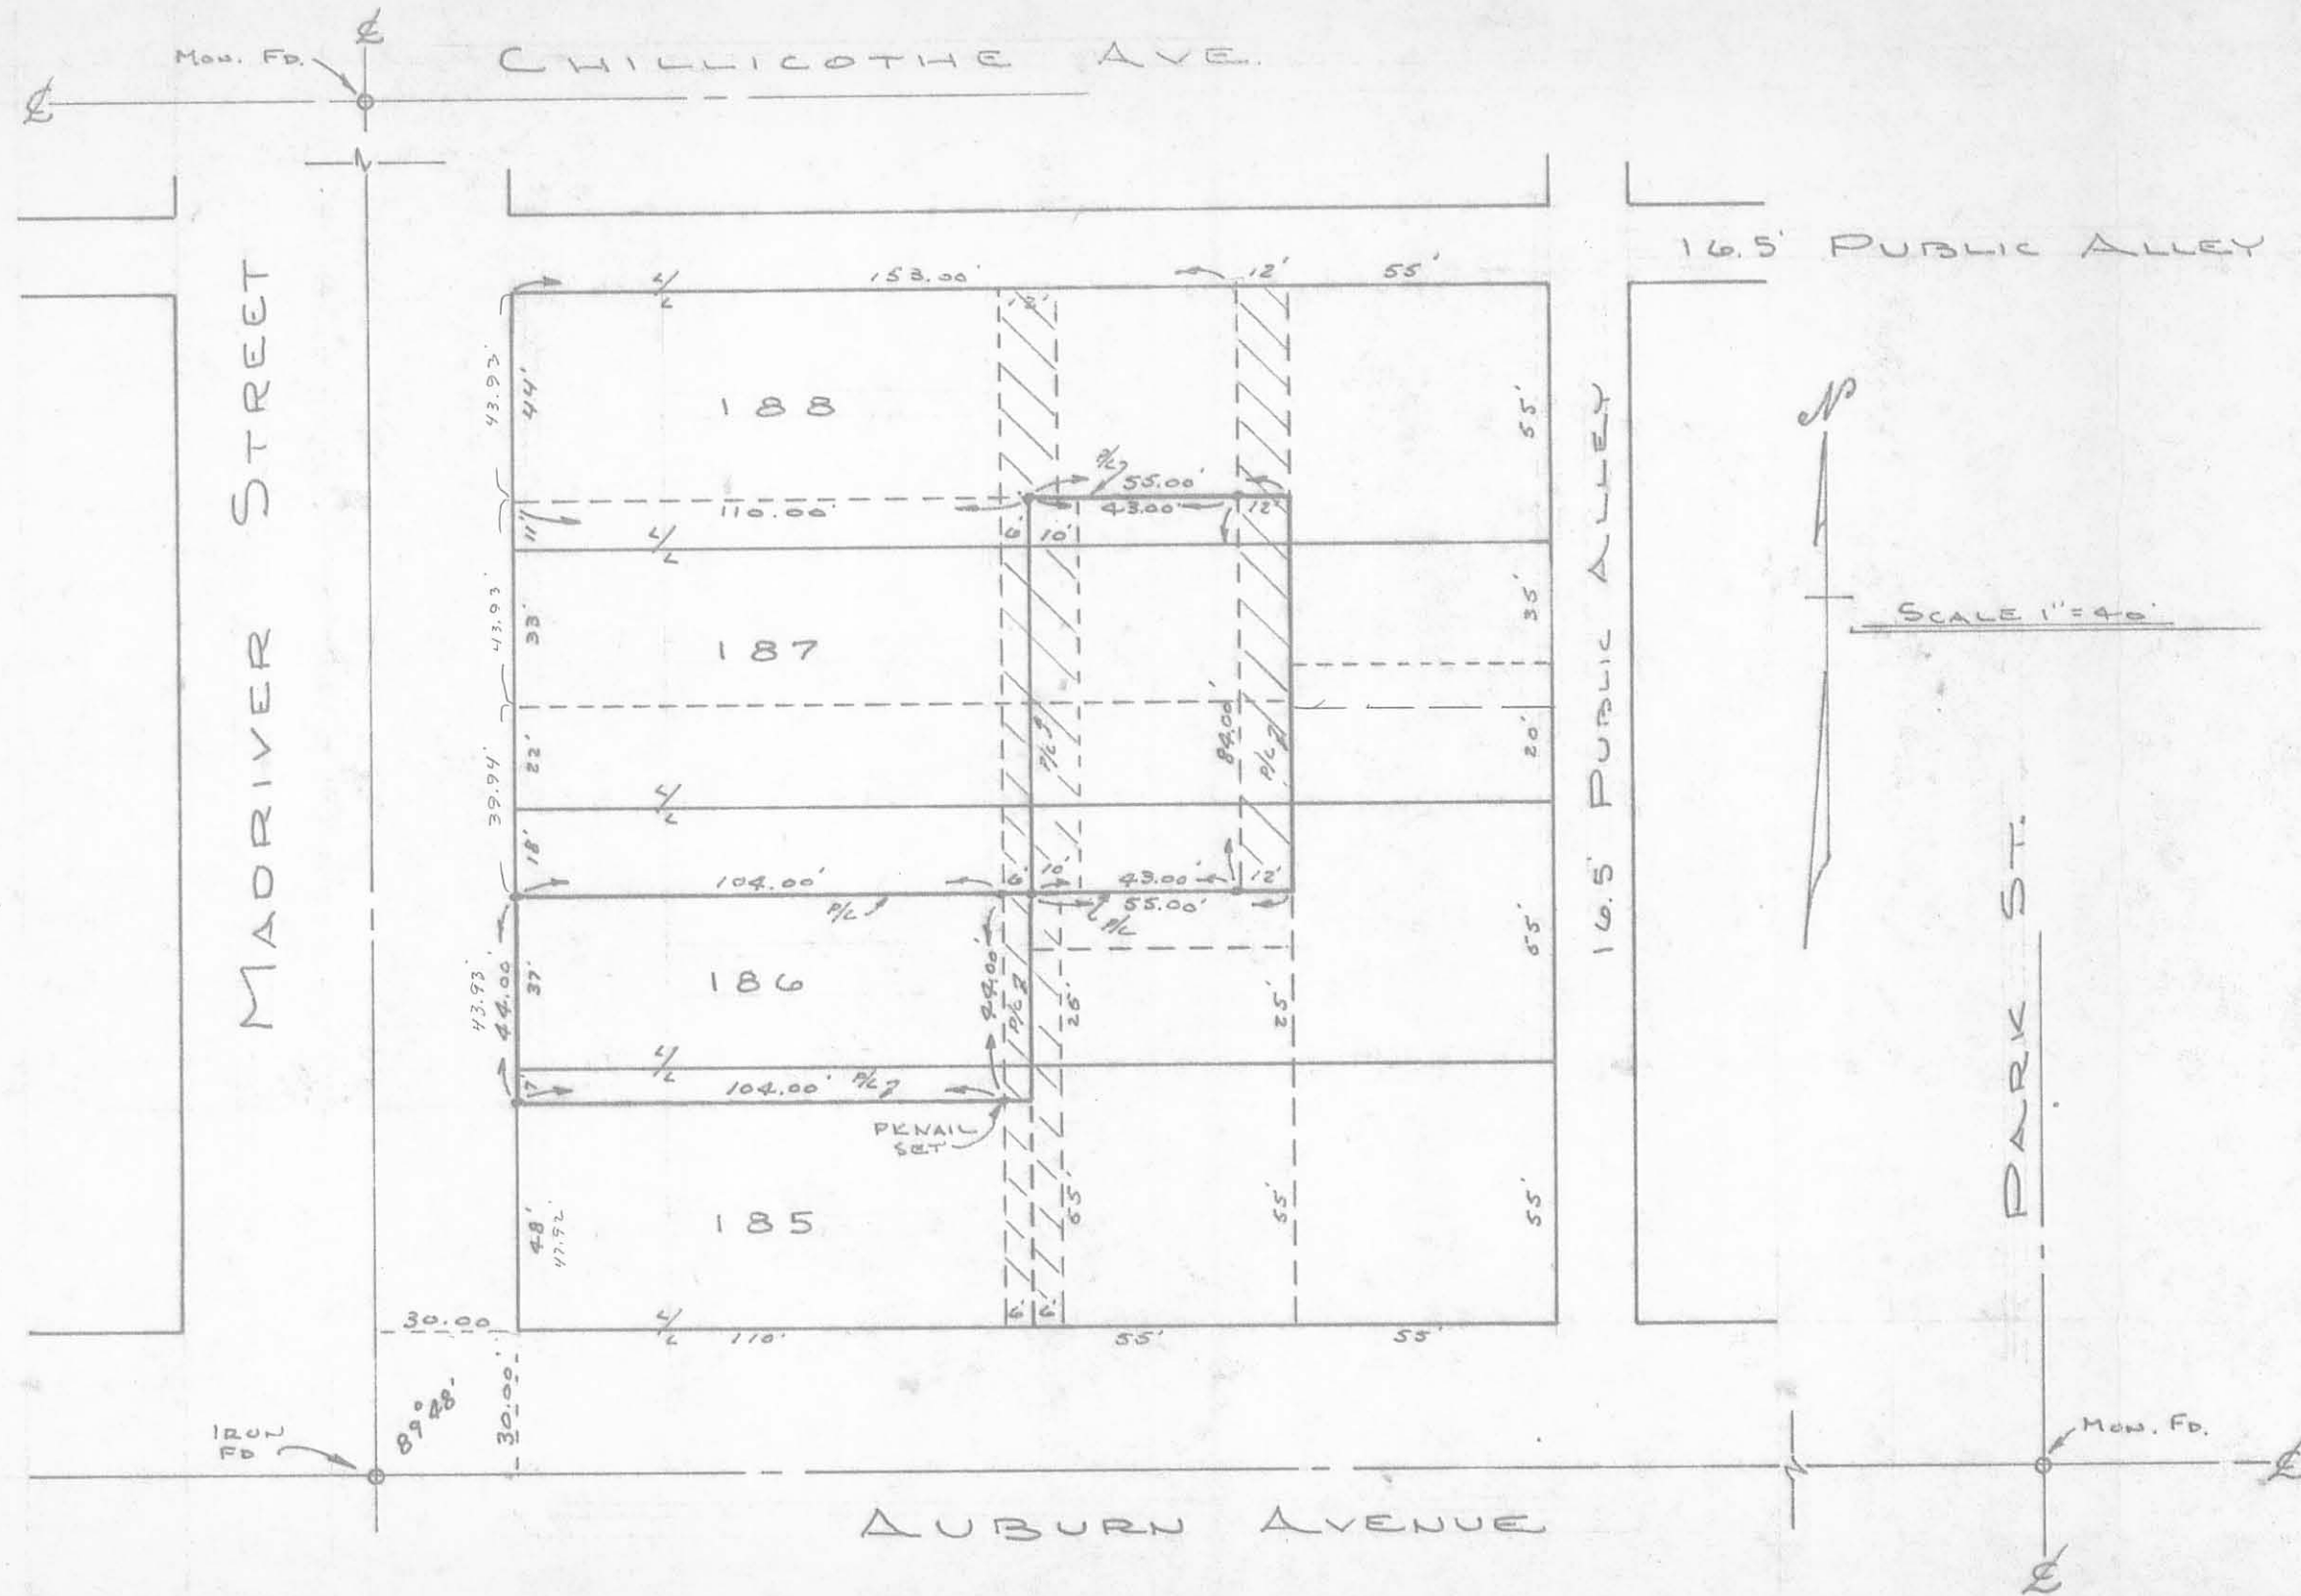 ℄
MON. FD.
CHILLICOTHE AVE.
℄
16.5' PUBLIC ALLEY
L/L
153.00'
12'
55'
12'
MADRIVER STREET
43.93'
44'
188
55'
P/L
55.00'
110.00'
43.00'
12'
11'
6'
10'
L/L
43.93'
33'
187
35'
16.5' PUBLIC ALLEY
N
SCALE 1"=40'
P/L
84.00'
P/L
20'
39.94'
22'
L/L
18'
104.00'
6'
10'
43.00'
12'
P/L
55.00'
P/L
43.93'
44.00'
37'
186
44.00'
P/L
25'
25'
55'
PARK ST.
L/L
7'
104.00'
P/L
PK NAIL
SET
185
48'
47.92'
55'
55'
55'
6'
6'
30.00
L/L
110'
55'
55'
30.00'
89°48'
IRON
FD
MON. FD.
℄
AUBURN AVENUE
℄